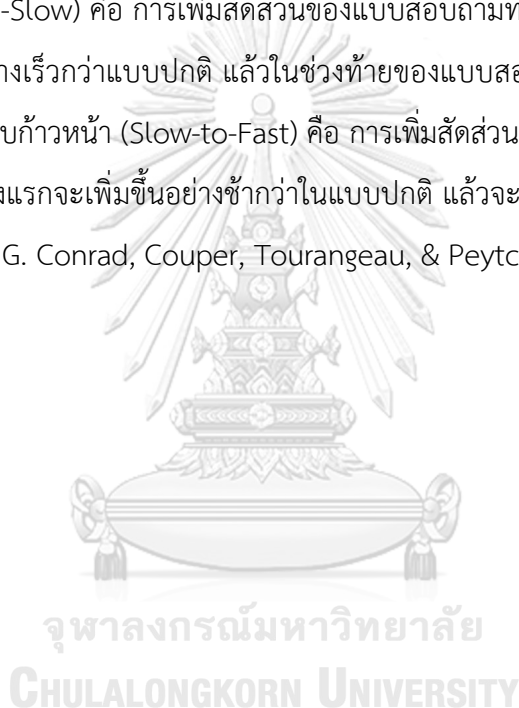 -Slow) คือ การเพิ่มสัดส่วนของแบบสอบถามท
างเร็วกว่าแบบปกติ แล้วในช่วงท้ายของแบบสอ
บก้าวหน้า (Slow-to-Fast) คือ การเพิ่มสัดส่วน
งแรกจะเพิ่มขึ้นอย่างช้ากว่าในแบบปกติ แล้วจะ
G. Conrad, Couper, Tourangeau, & Peytc
จุฬาลงกรณ์มหาวิทยาลัย
CHULALONGKORN UNIVERSITY